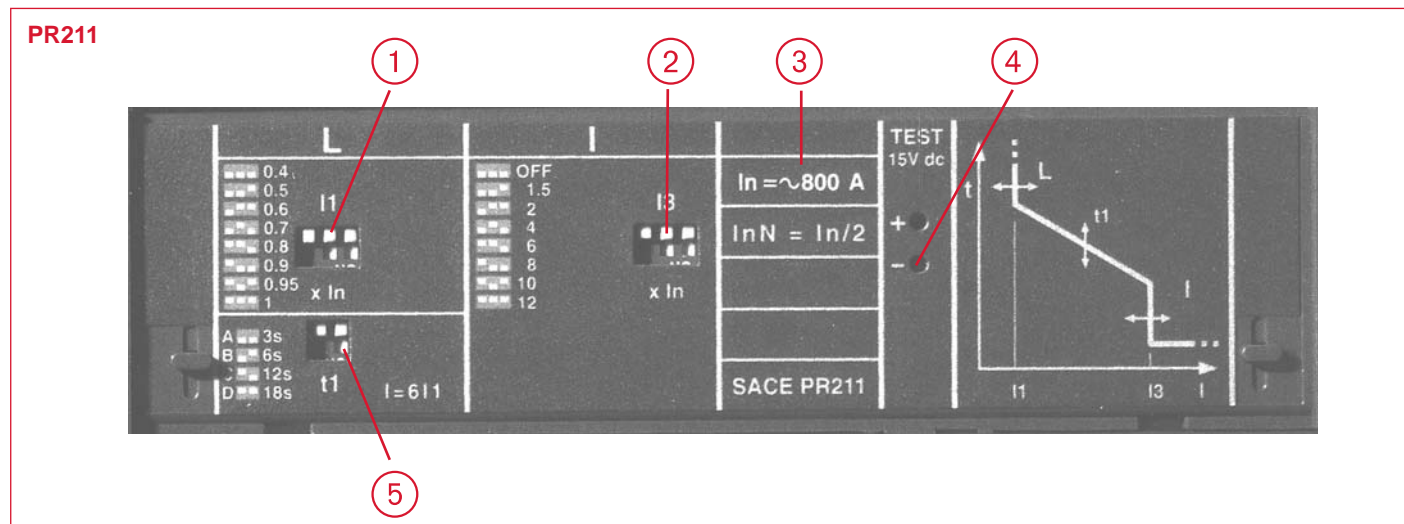 PR211
1
2
3
4
L
0.4
0.5
0.6
0.7
0.8
0.9
0.95
1
I1
x In
A 3s
B 6s
C 12s
D 18s
t1
I=6I1
I
OFF
1.5
2
4
6
8
10
12
I3
x In
In=~800 A
InN = In/2
SACE PR211
TEST
15V dc
+
-
t
L
t1
I
I1
I3
I
5